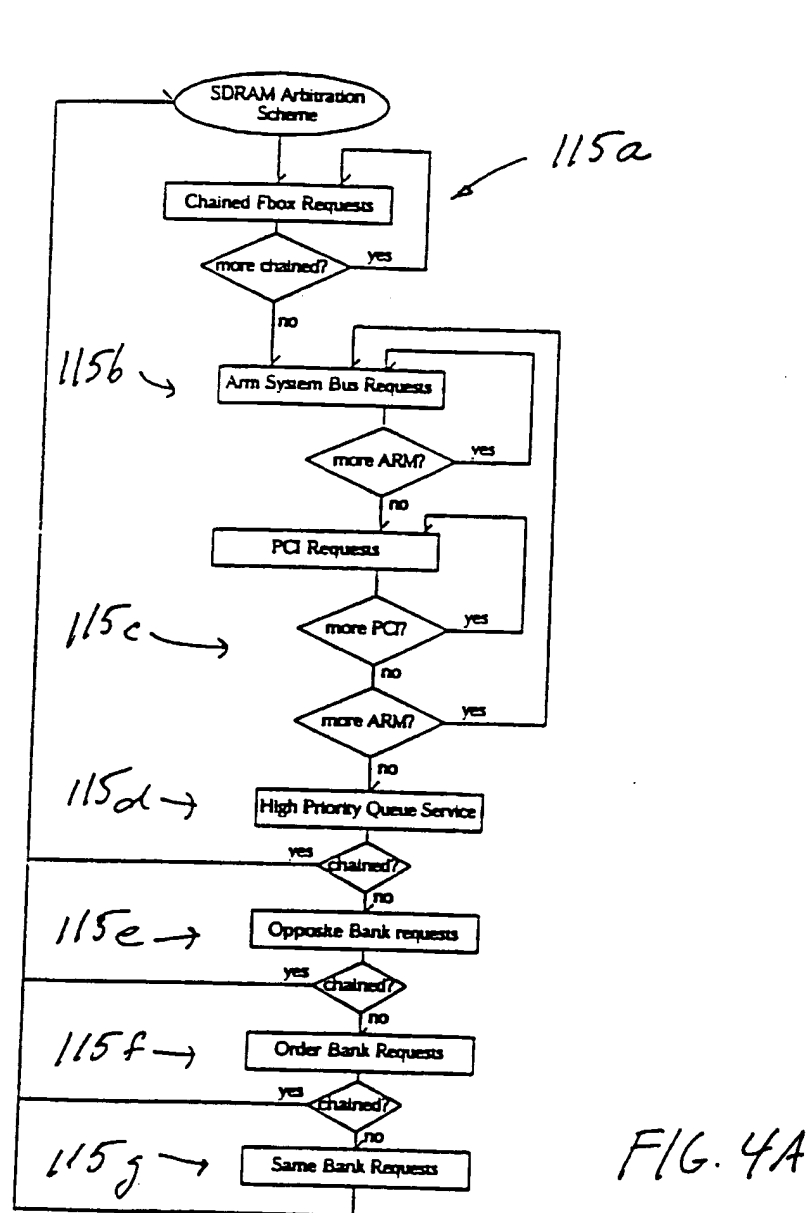 SDRAM Arbitration
Scheme
115a
Chained Fbox Requests
more chained?
yes
no
115b
Arm System Bus Requests
more ARM?
yes
no
PCI Requests
115c
more PCI?
yes
no
more ARM?
yes
no
115d
High Priority Queue Service
yes
chained?
no
115e
Opposite Bank requests
yes
chained?
no
115f
Order Bank Requests
yes
chained?
no
115g
Same Bank Requests
FIG. 4A